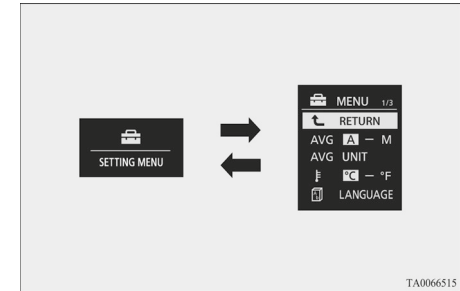 SETTING MENU
MENU 1/3
RETURN
AVG A – M
AVG UNIT
°C – °F
LANGUAGE
TA0066515